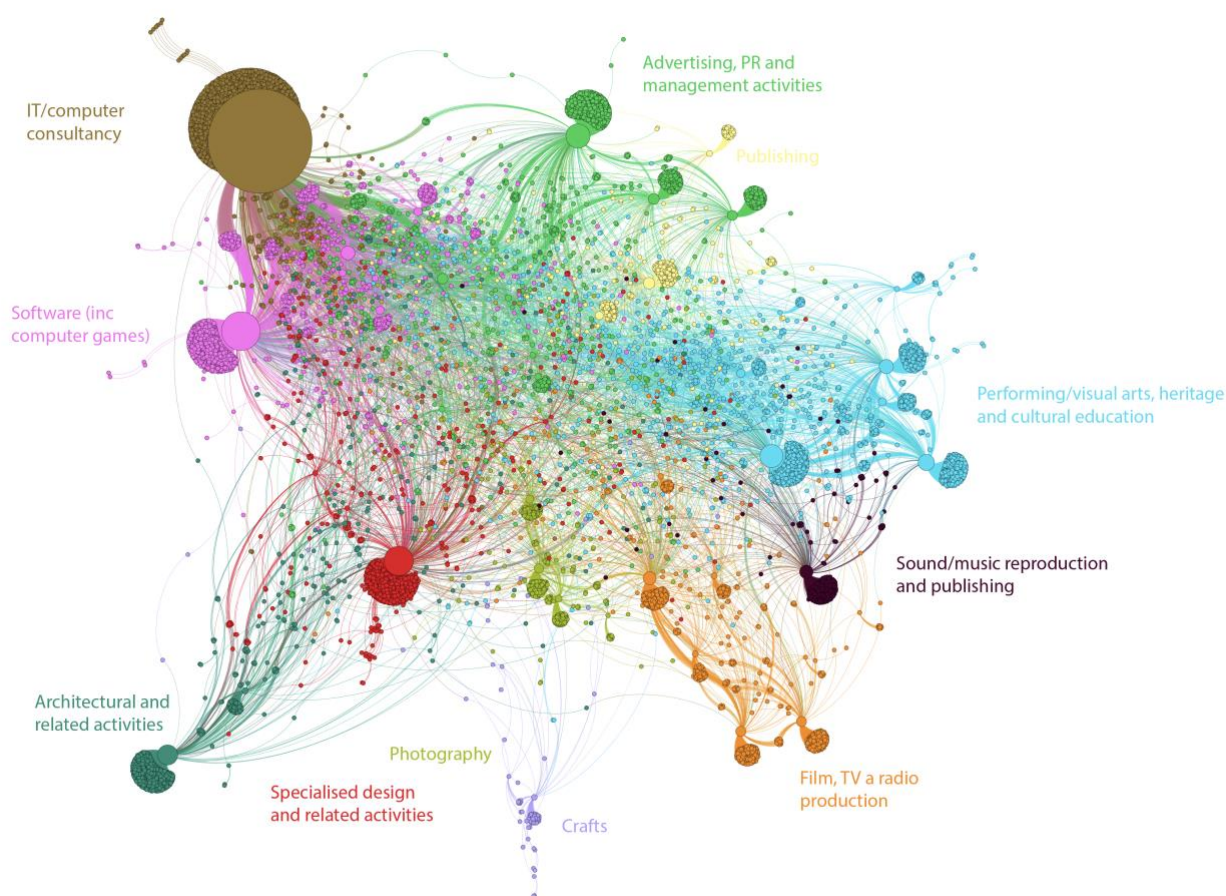 Advertising, PR and
management activities
IT/computer
consultancy
Publishing
Software (inc
computer games)
Performing/visual arts, heritage
and cultural education
Sound/music reproduction
and publishing
Architectural and
related activities
Photography
Specialised design
and related activities
Film, TV a radio
production
Crafts